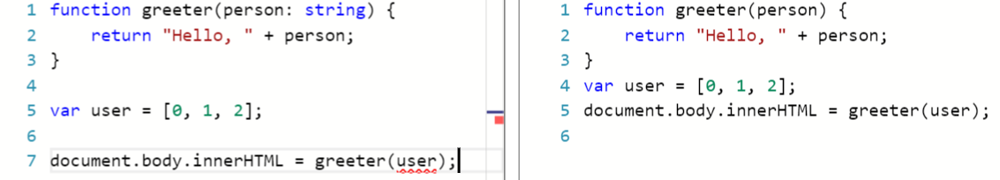 1 function greeter(person: string) {
2     return "Hello, " + person;
3 }
4
5 var user = [0, 1, 2];
6
7 document.body.innerHTML = greeter(user);
1 function greeter(person) {
2     return "Hello, " + person;
3 }
4 var user = [0, 1, 2];
5 document.body.innerHTML = greeter(user);
6